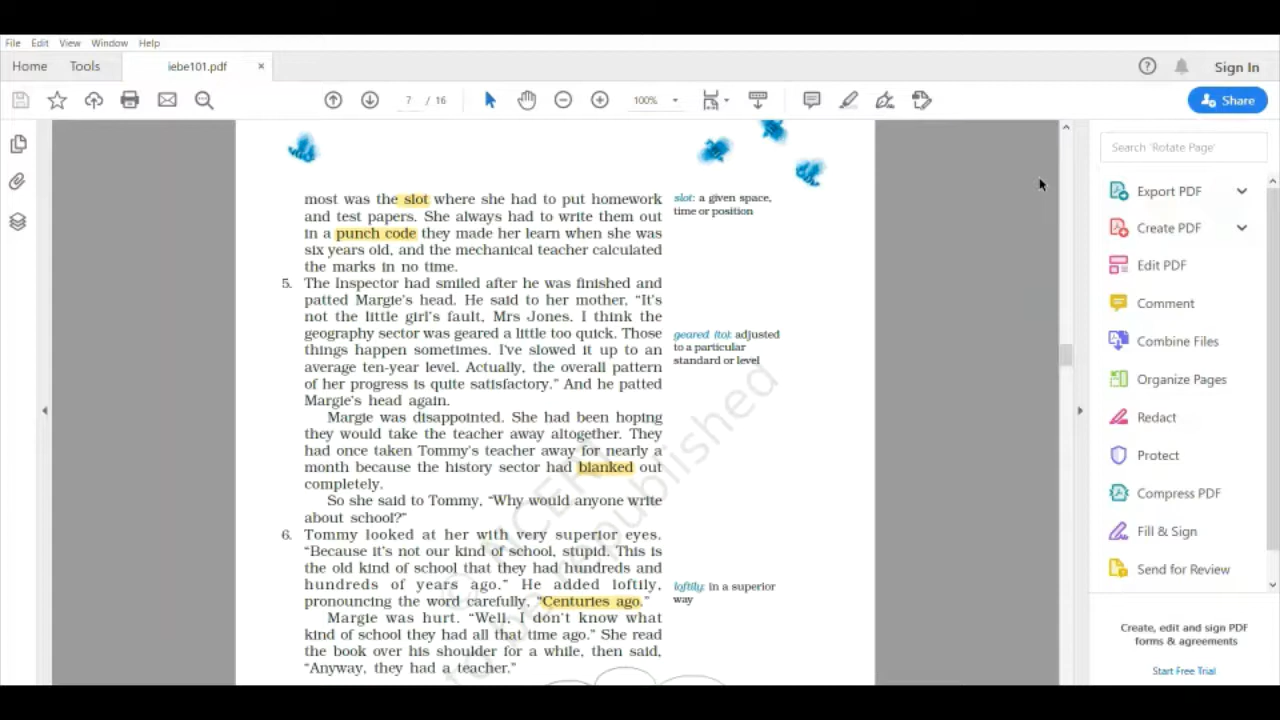 File Edit View Window Help
Home Tools iebe101.pdf × Sign In
7 / 16 100% Share
Search 'Rotate Page'
Export PDF
Create PDF
Edit PDF
Comment
Combine Files
Organize Pages
Redact
Protect
Compress PDF
Fill & Sign
Send for Review
Create, edit and sign PDF
forms & agreements
Start Free Trial
most was the slot where she had to put homework
and test papers. She always had to write them out
in a punch code they made her learn when she was
six years old, and the mechanical teacher calculated
the marks in no time.
5. The Inspector had smiled after he was finished and
patted Margie's head. He said to her mother, “It's
not the little girl's fault, Mrs Jones. I think the
geography sector was geared a little too quick. Those
things happen sometimes. I've slowed it up to an
average ten-year level. Actually, the overall pattern
of her progress is quite satisfactory.” And he patted
Margie's head again.
Margie was disappointed. She had been hoping
they would take the teacher away altogether. They
had once taken Tommy's teacher away for nearly a
month because the history sector had blanked out
completely.
So she said to Tommy, “Why would anyone write
about school?”
6. Tommy looked at her with very superior eyes.
“Because it's not our kind of school, stupid. This is
the old kind of school that they had hundreds and
hundreds of years ago.” He added loftily,
pronouncing the word carefully, “Centuries ago.”
Margie was hurt. “Well, I don't know what
kind of school they had all that time ago.” She read
the book over his shoulder for a while, then said,
“Anyway, they had a teacher.”
slot: a given space,
time or position
geared (to): adjusted
to a particular
standard or level
loftily: in a superior
way
© NCERT
published